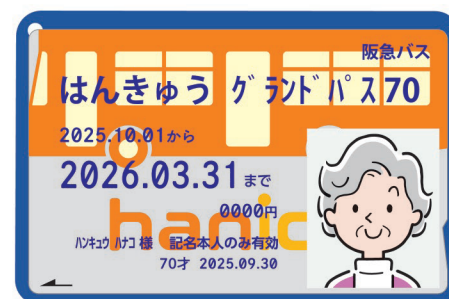 阪急バス
はんきゅう グランドパス70
2025.10.01から
2026.03.31まで
0000円
hanic
ハンキュウ ハナコ 様 記名本人のみ有効
70才 2025.09.30